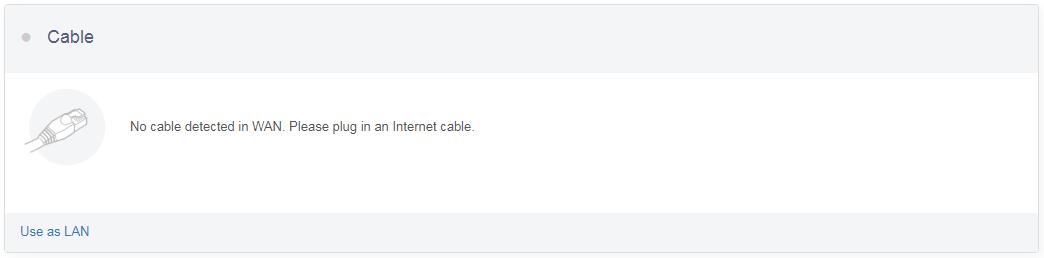 Cable
No cable detected in WAN. Please plug in an Internet cable.
Use as LAN